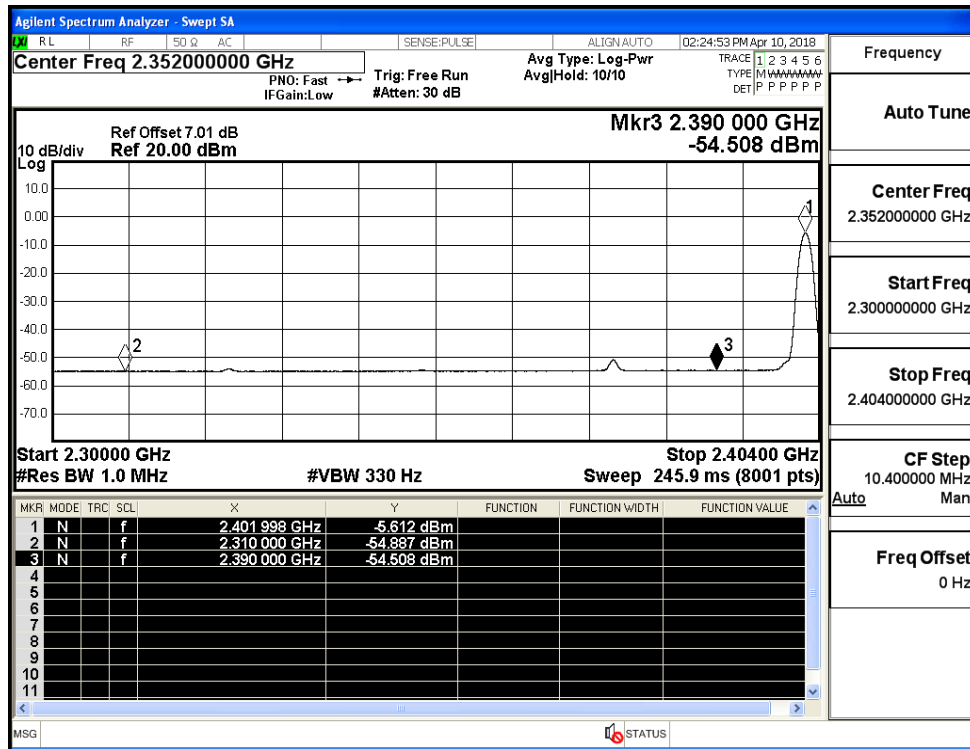 Agilent Spectrum Analyzer - Swept SA
LXI RL RF 50 Ω AC SENSE:PULSE ALIGN AUTO 02:24:53 PM Apr 10, 2018
Center Freq 2.352000000 GHz
PNO: Fast
IFGain:Low
Trig: Free Run
#Atten: 30 dB
Avg Type: Log-Pwr
Avg|Hold: 10/10
TRACE 1 2 3 4 5 6
TYPE M W W W W W
DET P P P P P P
Ref Offset 7.01 dB
10 dB/div Ref 20.00 dBm
Log
Mkr3 2.390 000 GHz
-54.508 dBm
10.0
0.00
-10.0
-20.0
-30.0
-40.0
-50.0
-60.0
-70.0
1
2
3
Start 2.30000 GHz Stop 2.40400 GHz
#Res BW 1.0 MHz #VBW 330 Hz Sweep 245.9 ms (8001 pts)
MKR MODE TRC SCL X Y FUNCTION FUNCTION WIDTH FUNCTION VALUE
1 N f 2.401 998 GHz -5.612 dBm
2 N f 2.310 000 GHz -54.887 dBm
3 N f 2.390 000 GHz -54.508 dBm
4
5
6
7
8
9
10
11
MSG STATUS
Frequency
Auto Tune
Center Freq
2.352000000 GHz
Start Freq
2.300000000 GHz
Stop Freq
2.404000000 GHz
CF Step
10.400000 MHz
Auto Man
Freq Offset
0 Hz